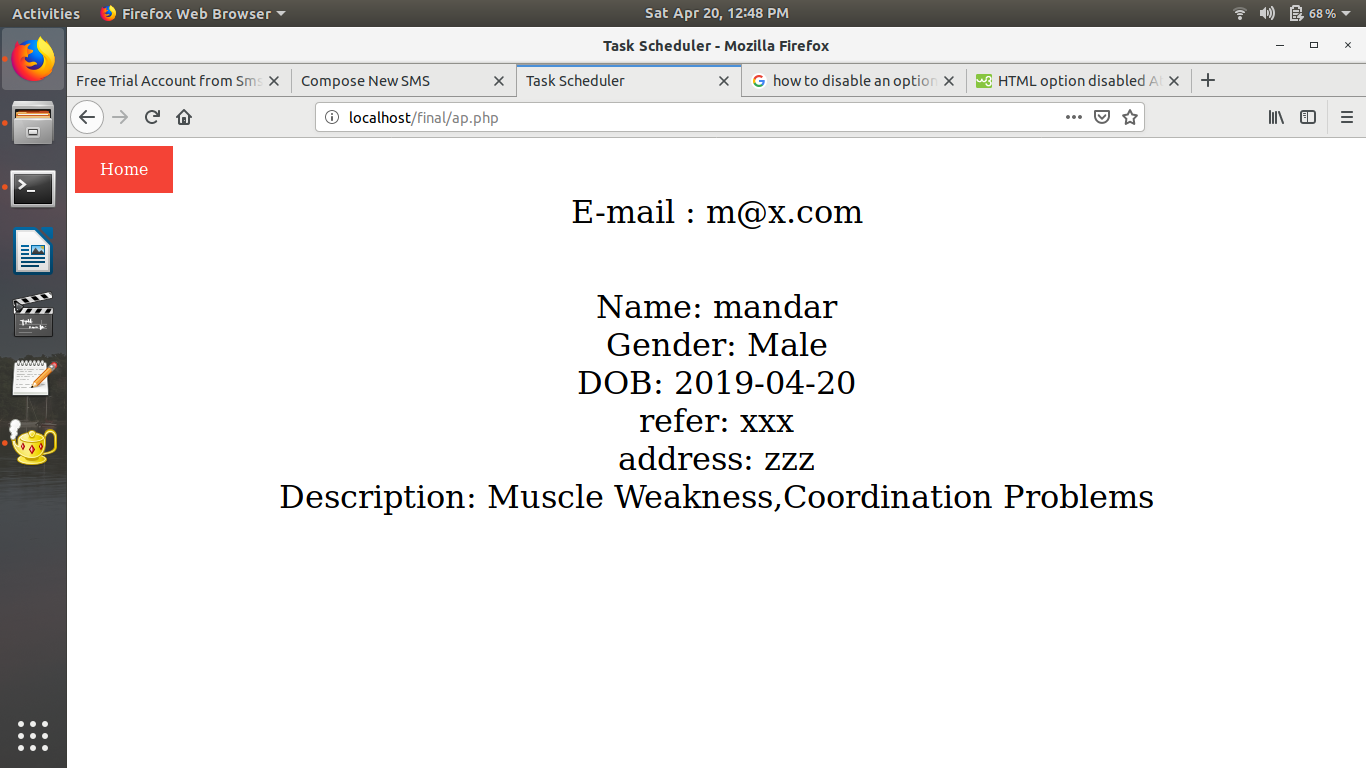 Activities Firefox Web Browser Sat Apr 20, 12:48 PM 68%
Task Scheduler - Mozilla Firefox
Free Trial Account from Sms Compose New SMS Task Scheduler how to disable an option HTML option disabled A
localhost/final/ap.php
Home
E-mail : m@x.com
Name: mandar
Gender: Male
DOB: 2019-04-20
refer: xxx
address: zzz
Description: Muscle Weakness,Coordination Problems